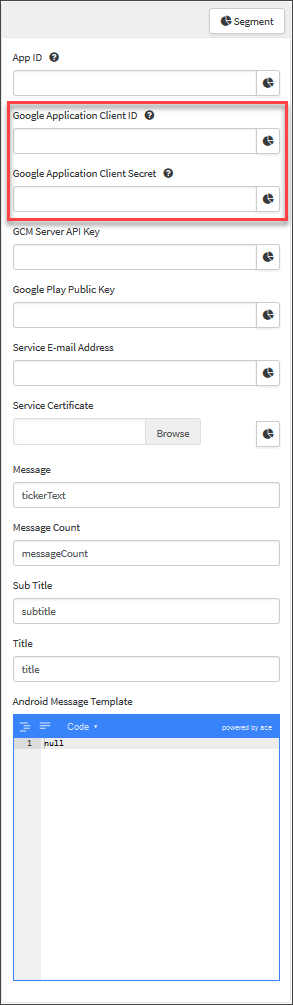 Segment
App ID ?
Google Application Client ID ?
Google Application Client Secret ?
GCM Server API Key
Google Play Public Key
Service E-mail Address
Service Certificate
Browse
Message
tickerText
Message Count
messageCount
Sub Title
subtitle
Title
title
Android Message Template
Code powered by ace
1 null